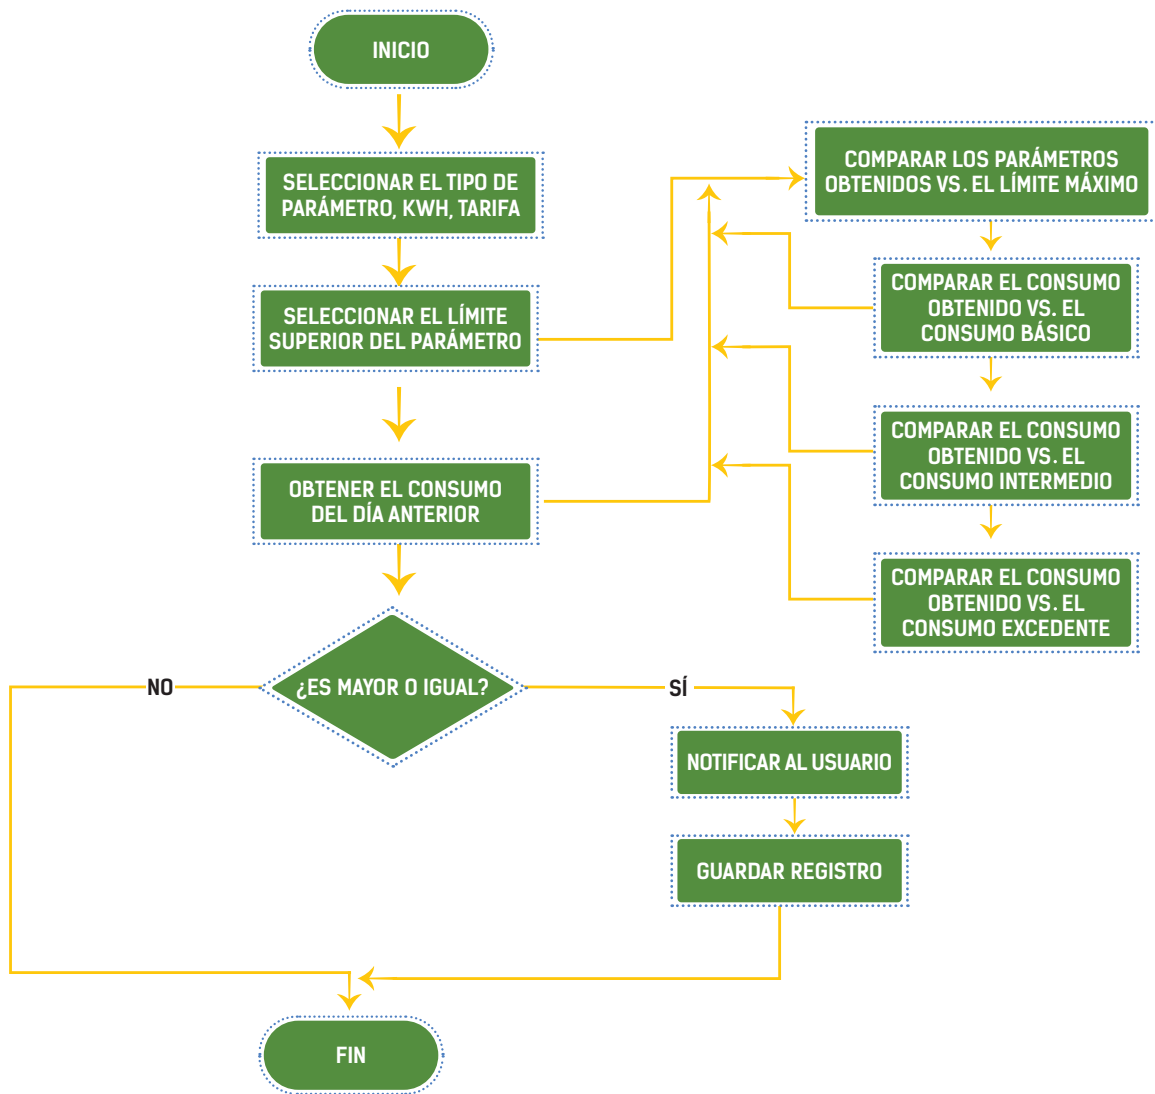 INICIO
SELECCIONAR EL TIPO DE
PARÁMETRO, KWH, TARIFA
SELECCIONAR EL LÍMITE
SUPERIOR DEL PARÁMETRO
OBTENER EL CONSUMO
DEL DÍA ANTERIOR
COMPARAR LOS PARÁMETROS
OBTENIDOS VS. EL LÍMITE MÁXIMO
COMPARAR EL CONSUMO
OBTENIDO VS. EL
CONSUMO BÁSICO
COMPARAR EL CONSUMO
OBTENIDO VS. EL
CONSUMO INTERMEDIO
COMPARAR EL CONSUMO
OBTENIDO VS. EL
CONSUMO EXCEDENTE
¿ES MAYOR O IGUAL?
NO
SÍ
NOTIFICAR AL USUARIO
GUARDAR REGISTRO
FIN